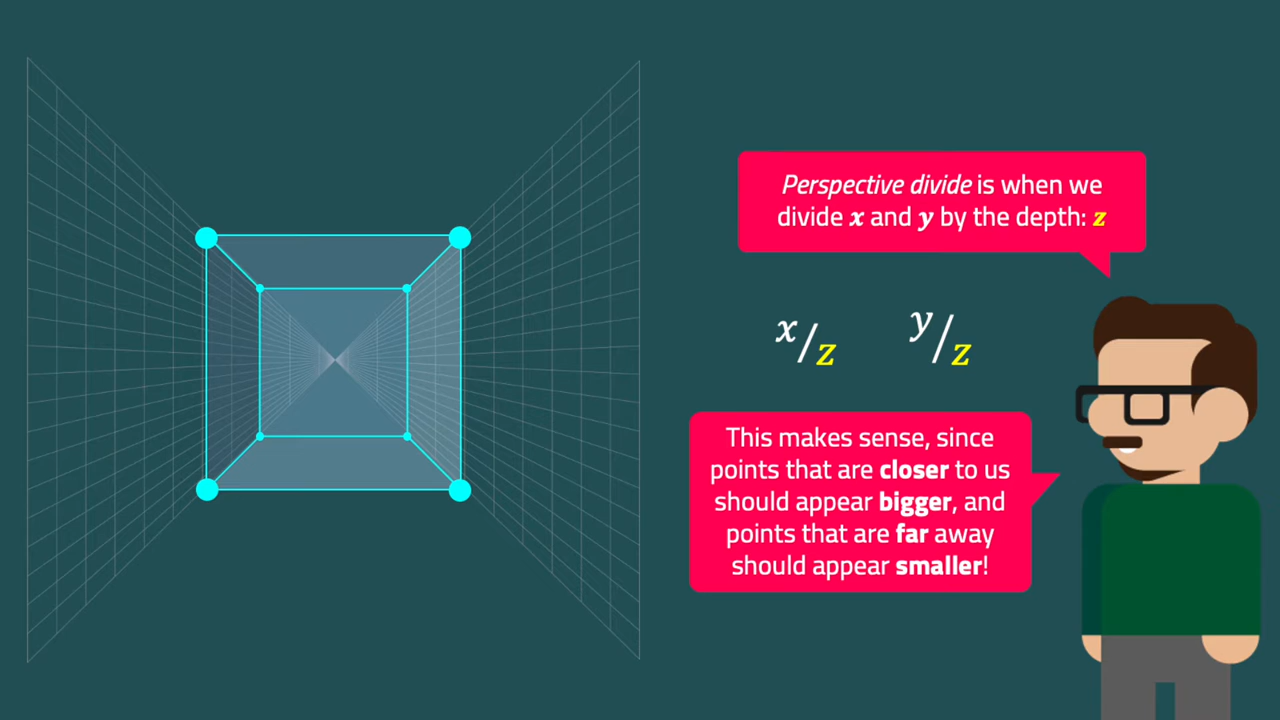 Perspective divide is when we
divide x and y by the depth: z
x/z y/z
This makes sense, since
points that are closer to us
should appear bigger, and
points that are far away
should appear smaller!